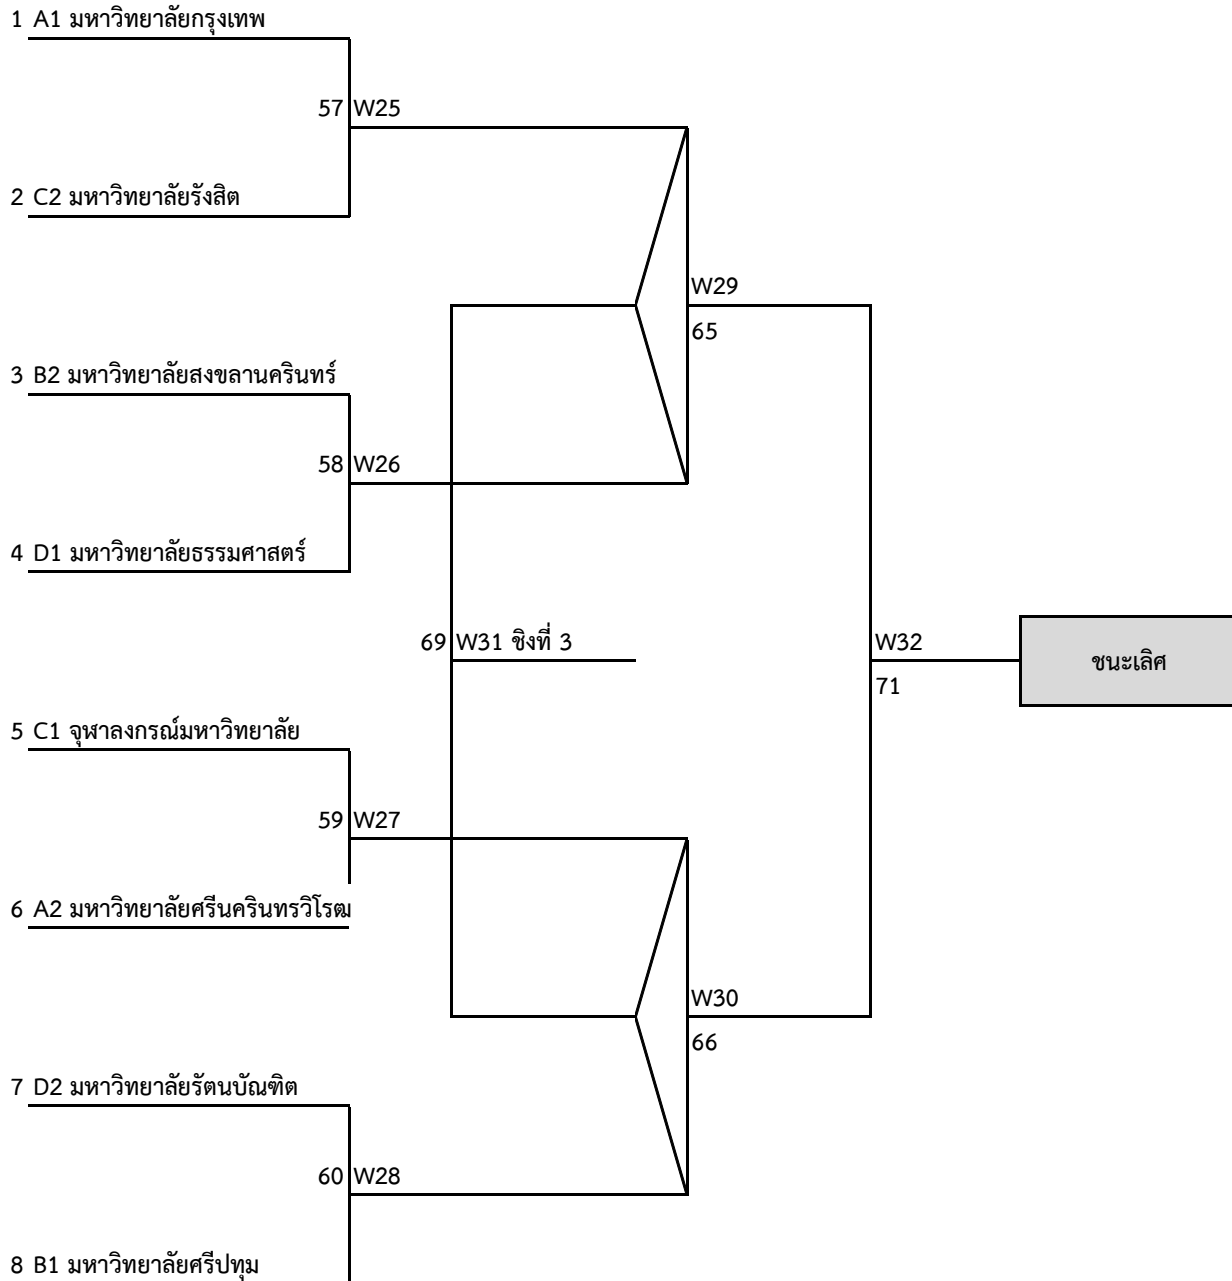 1 A1 มหาวิทยาลัยกรุงเทพ
57 W25
2 C2 มหาวิทยาลัยรังสิต
W29
65
3 B2 มหาวิทยาลัยสงขลานครินทร์
58 W26
4 D1 มหาวิทยาลัยธรรมศาสตร์
69 W31 ชิงที่ 3
W32
71
ชนะเลิศ
5 C1 จุฬาลงกรณ์มหาวิทยาลัย
59 W27
6 A2 มหาวิทยาลัยศรีนครินทรวิโรฒ
W30
66
7 D2 มหาวิทยาลัยรัตนบัณฑิต
60 W28
8 B1 มหาวิทยาลัยศรีปทุม